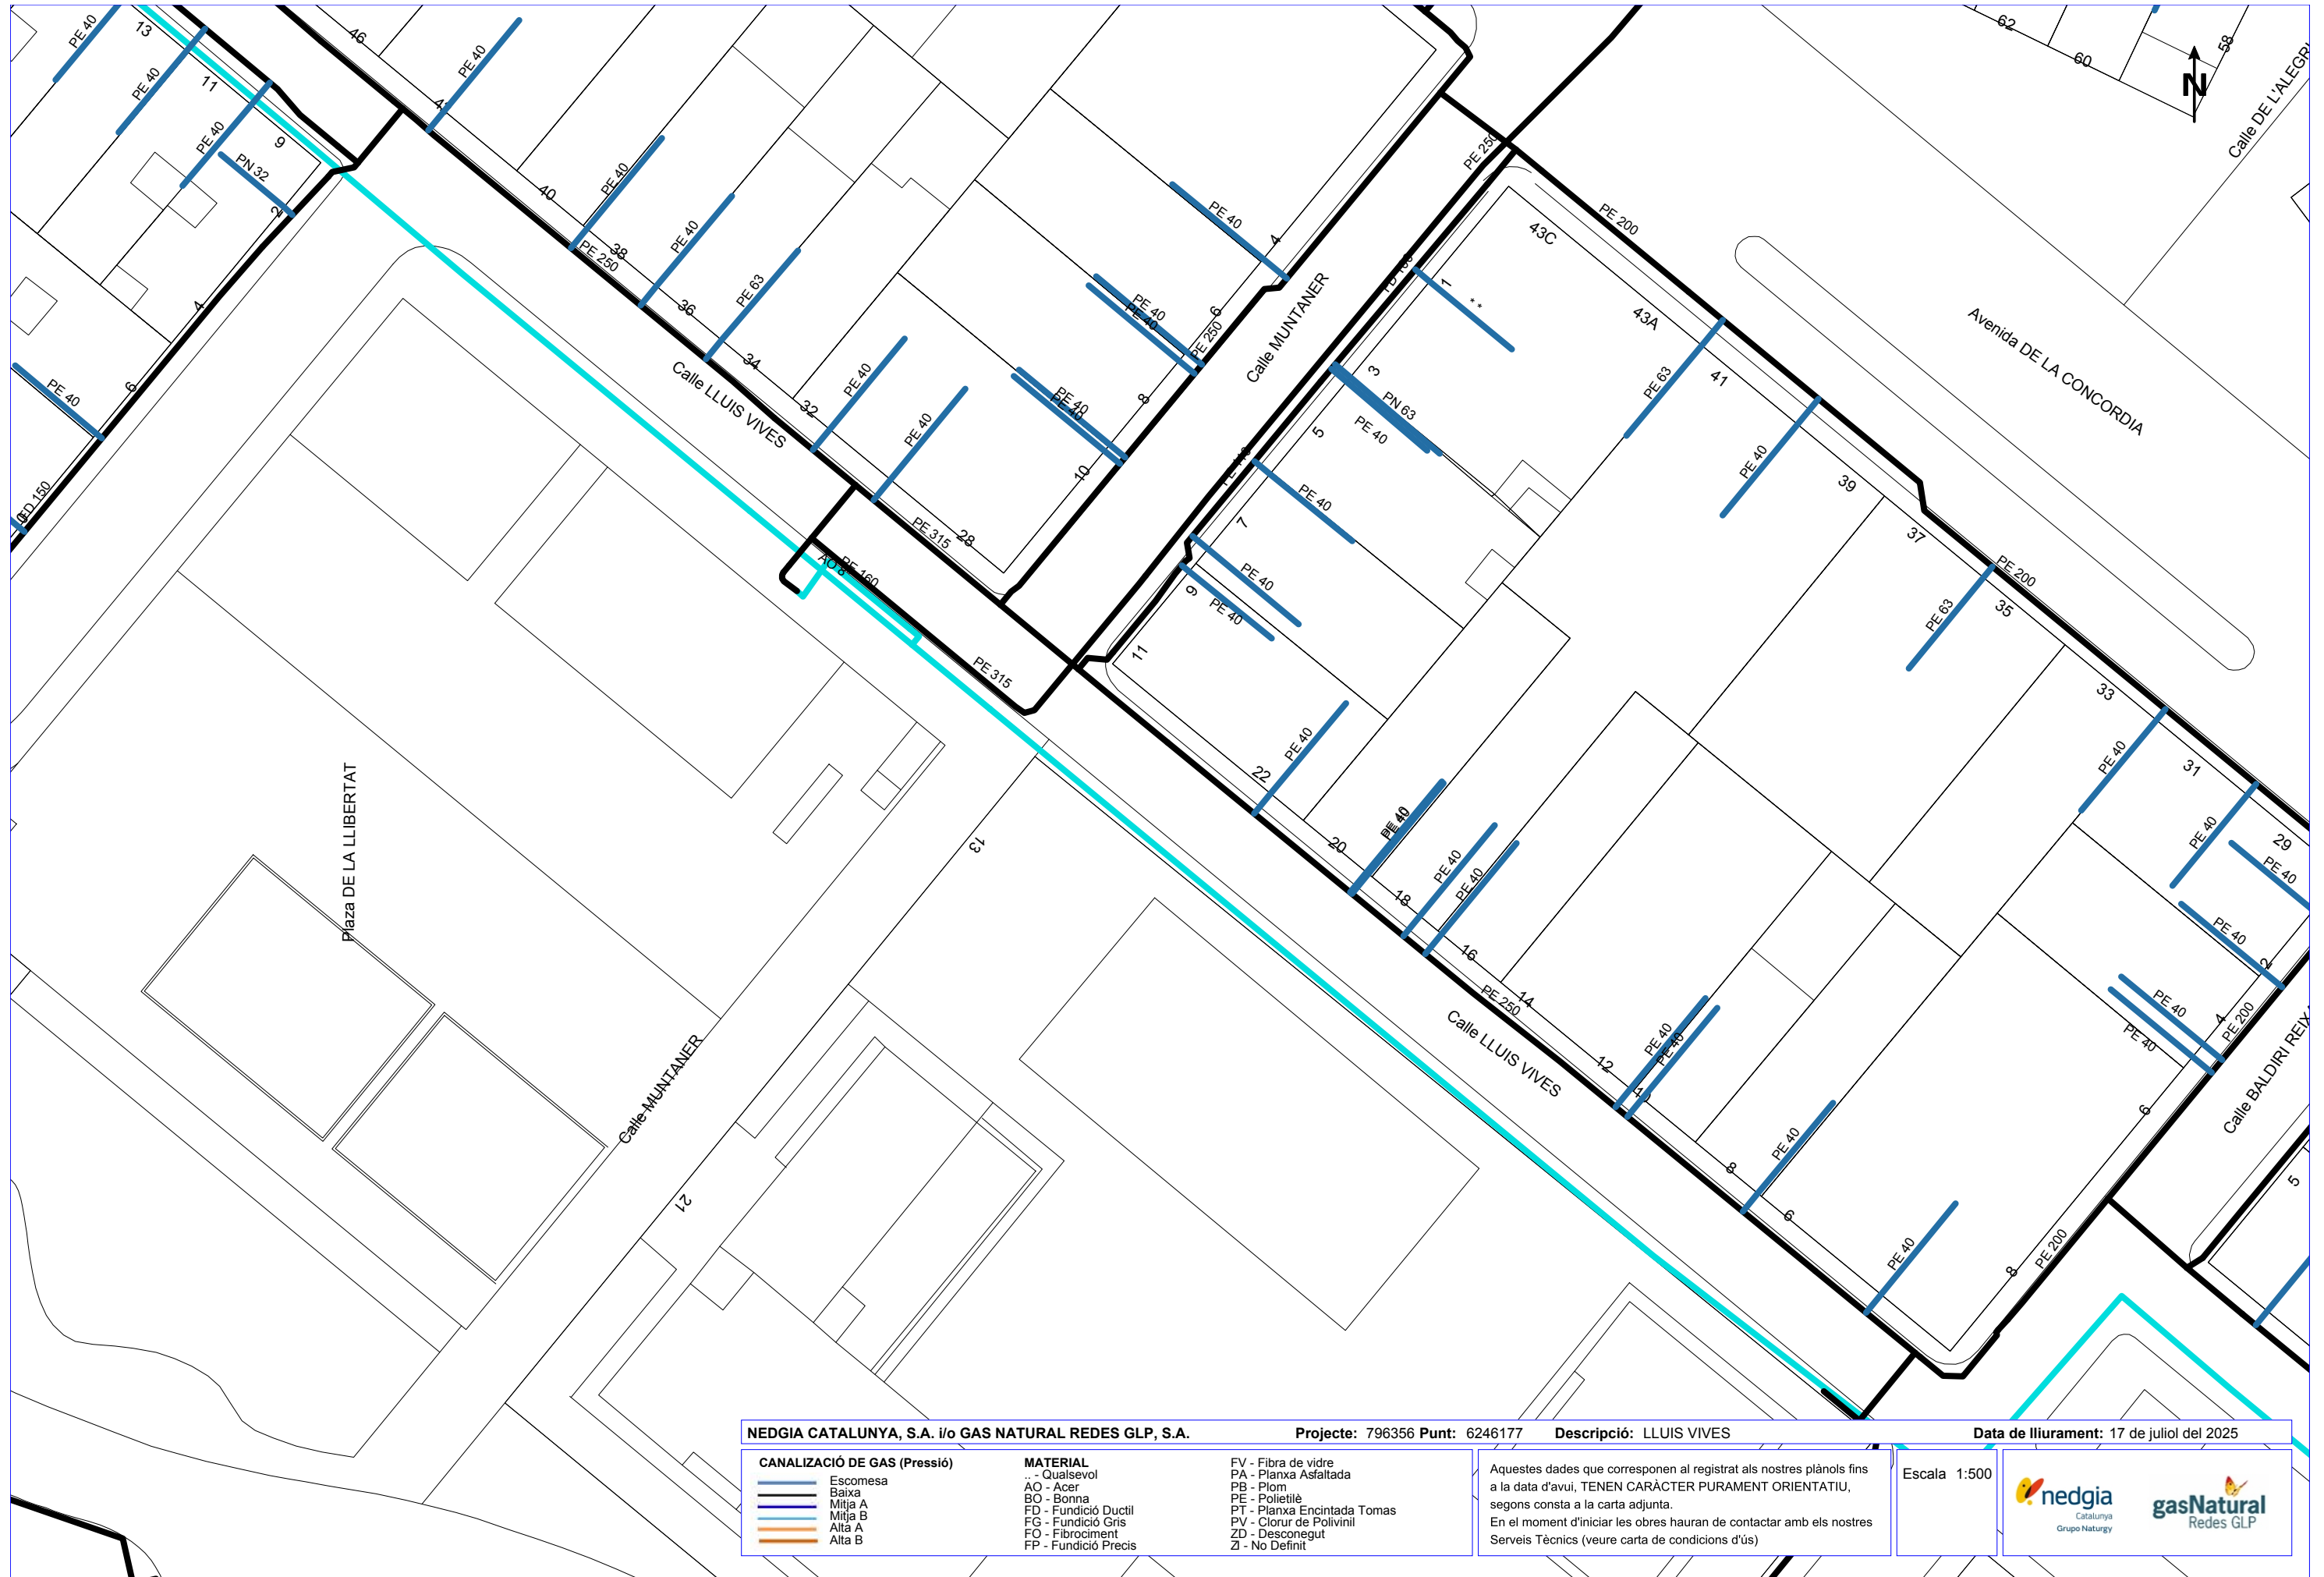 PE 40
13
PE 40
11
PE 40
9
PN 32
2
4
6
PE 40
FD 150
46
PE 40
40
PE 40
38
PE 250
PE 40
36
PE 63
34
Calle LLUIS VIVES
32
PE 40
PE 40
PE 315
28
AO 8"
PE 160
PE 315
PE 40
4
PE 40
PE 40
6
PE 250
Calle MUNTANER
8
PE 40
PE 40
10
PE 250
PE 200
43C
1
* *
43A
3
PN 63
PE 40
5
PE 40
7
PE 40
9
PE 40
11
PE 63
41
PE 40
39
37
PE 200
PE 63
35
33
PE 40
31
PE 40
29
PE 40
PE 40
2
PE 40
4
PE 200
PE 40
6
Calle BALDIRI REIX
5
PE 200
8
62
60
58
N
Calle DE L'ALEGR
Avenida DE LA CONCORDIA
22
PE 40
20
PE 40
PE 40
18
PE 40
PE 40
16
PE 250
14
Calle LLUIS VIVES
12
PE 40
PE 40
10
8
PE 40
6
PE 40
Plaza DE LA LLIBERTAT
13
Calle MUNTANER
21
NEDGIA CATALUNYA, S.A. i/o GAS NATURAL REDES GLP, S.A. Projecte: 796356 Punt: 6246177 Descripció: LLUIS VIVES Data de lliurament: 17 de juliol del 2025
CANALIZACIÓ DE GAS (Pressió)
Escomesa
Baixa
Mitja A
Mitja B
Alta A
Alta B
MATERIAL
.. - Qualsevol
AO - Acer
BO - Bonna
FD - Fundició Ductil
FG - Fundició Gris
FO - Fibrociment
FP - Fundició Precis
FV - Fibra de vidre
PA - Planxa Asfaltada
PB - Plom
PE - Polietilè
PT - Planxa Encintada Tomas
PV - Clorur de Polivinil
ZD - Desconegut
ZI - No Definit
Aquestes dades que corresponen al registrat als nostres plànols fins
a la data d'avui, TENEN CARÀCTER PURAMENT ORIENTATIU,
segons consta a la carta adjunta.
En el moment d'iniciar les obres hauran de contactar amb els nostres
Serveis Tècnics (veure carta de condicions d'ús)
Escala 1:500
nedgia
Catalunya
Grupo Naturgy
gasNatural
Redes GLP